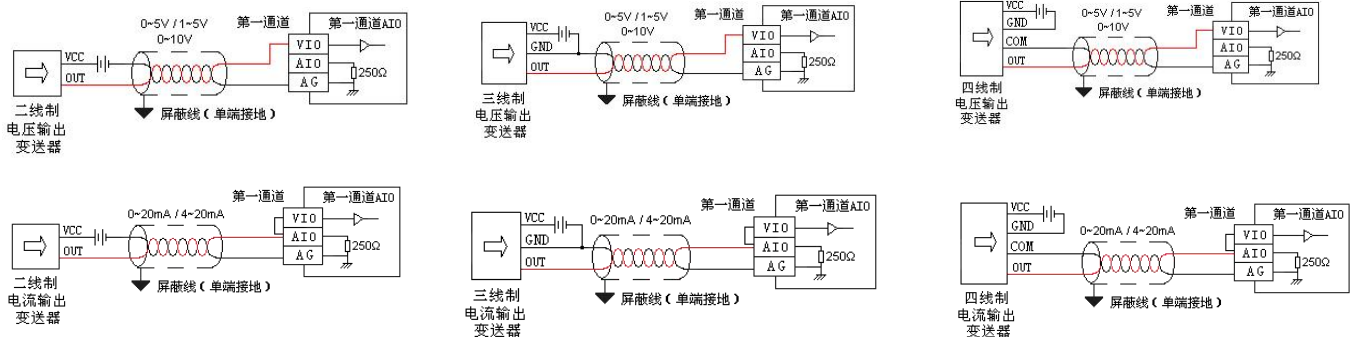 0~5V / 1~5V
0~10V
第一通道
第一通道AI0
VCC
OUT
VI0
AI0
AG
250Ω
屏蔽线(单端接地)
二线制
电压输出
变送器
0~5V / 1~5V
0~10V
第一通道
第一通道AI0
VCC
GND
OUT
VI0
AI0
AG
250Ω
屏蔽线(单端接地)
三线制
电压输出
变送器
0~5V / 1~5V
0~10V
第一通道
第一通道AI0
VCC
GND
COM
OUT
VI0
AI0
AG
250Ω
屏蔽线(单端接地)
四线制
电压输出
变送器
0~20mA / 4~20mA
第一通道
第一通道AI0
VCC
OUT
VI0
AI0
AG
250Ω
屏蔽线(单端接地)
二线制
电流输出
变送器
0~20mA / 4~20mA
第一通道
第一通道AI0
VCC
GND
OUT
VI0
AI0
AG
250Ω
屏蔽线(单端接地)
三线制
电流输出
变送器
0~20mA / 4~20mA
第一通道
第一通道AI0
VCC
GND
COM
OUT
VI0
AI0
AG
250Ω
屏蔽线(单端接地)
四线制
电流输出
变送器